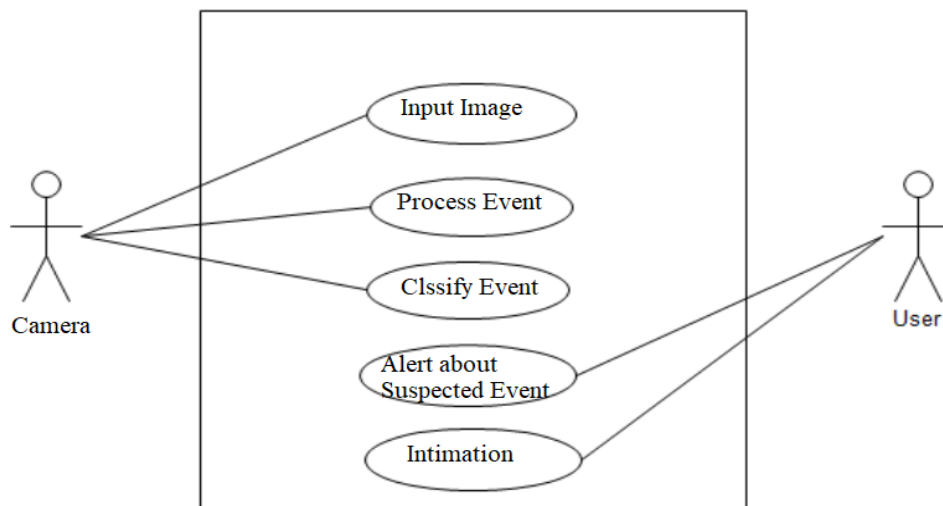 Input Image
Process Event
Clssify Event
Camera
User
Alert about
Suspected Event
Intimation